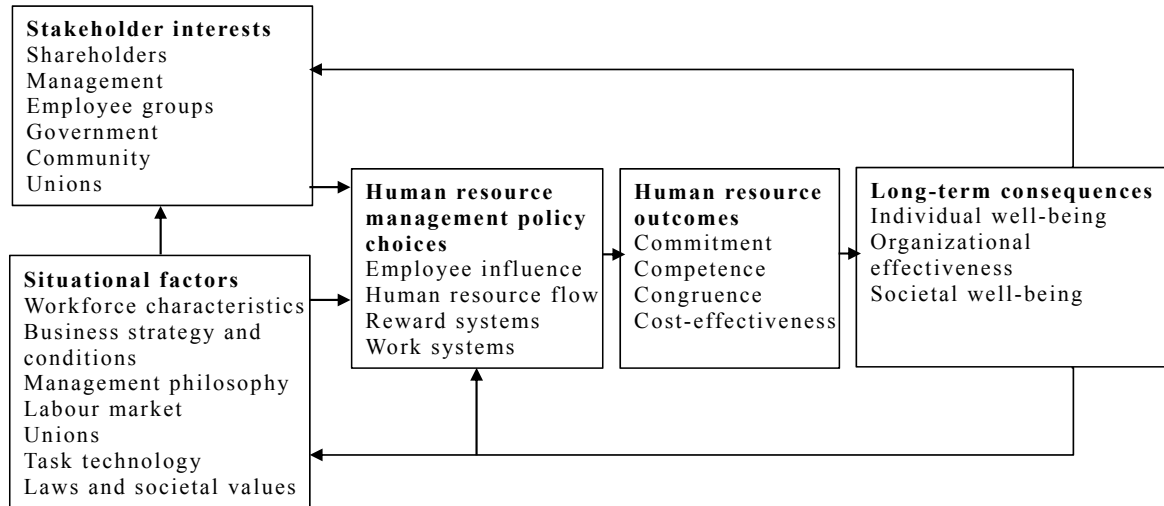 Stakeholder interests
Shareholders
Management
Employee groups
Government
Community
Unions
Situational factors
Workforce characteristics
Business strategy and
conditions
Management philosophy
Labour market
Unions
Task technology
Laws and societal values
Human resource
management policy
choices
Employee influence
Human resource flow
Reward systems
Work systems
Human resource
outcomes
Commitment
Competence
Congruence
Cost-effectiveness
Long-term consequences
Individual well-being
Organizational
effectiveness
Societal well-being